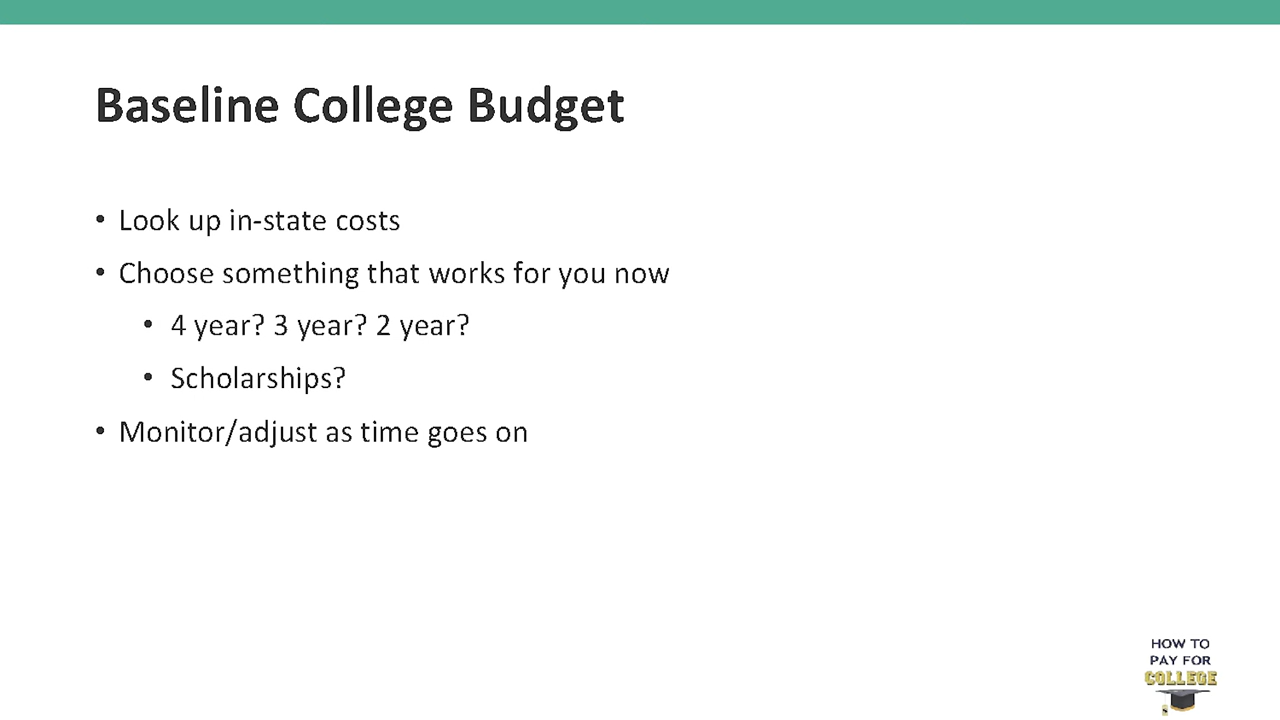 Baseline College Budget
• Look up in-state costs
• Choose something that works for you now
• 4 year? 3 year? 2 year?
• Scholarships?
• Monitor/adjust as time goes on
HOW TO
PAY FOR
COLLEGE